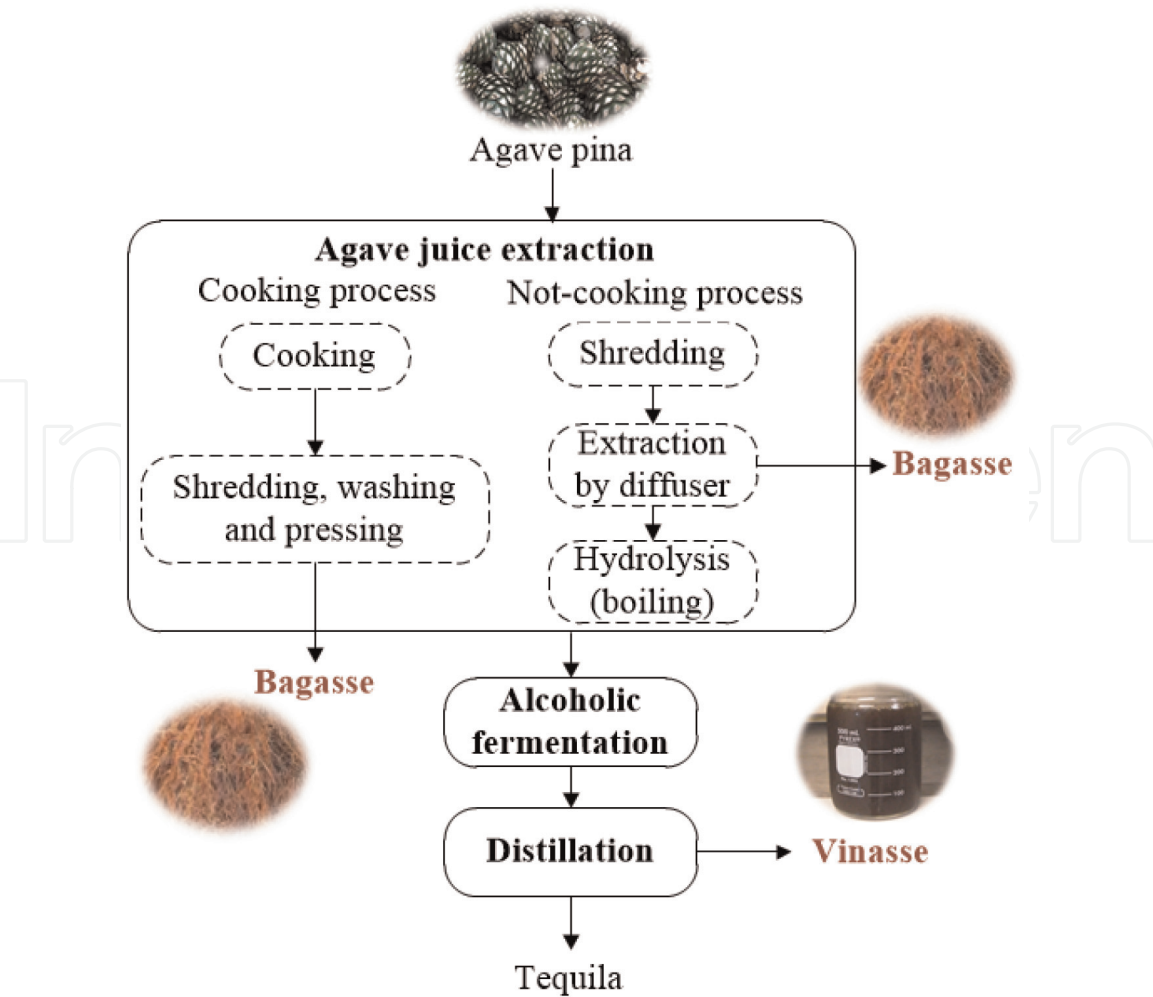 Agave pina
Agave juice extraction
Cooking process
Not-cooking process
Cooking
Shredding
Extraction
by diffuser
Bagasse
Shredding, washing
and pressing
Hydrolysis
(boiling)
Bagasse
Alcoholic
fermentation
Distillation
Vinasse
Tequila